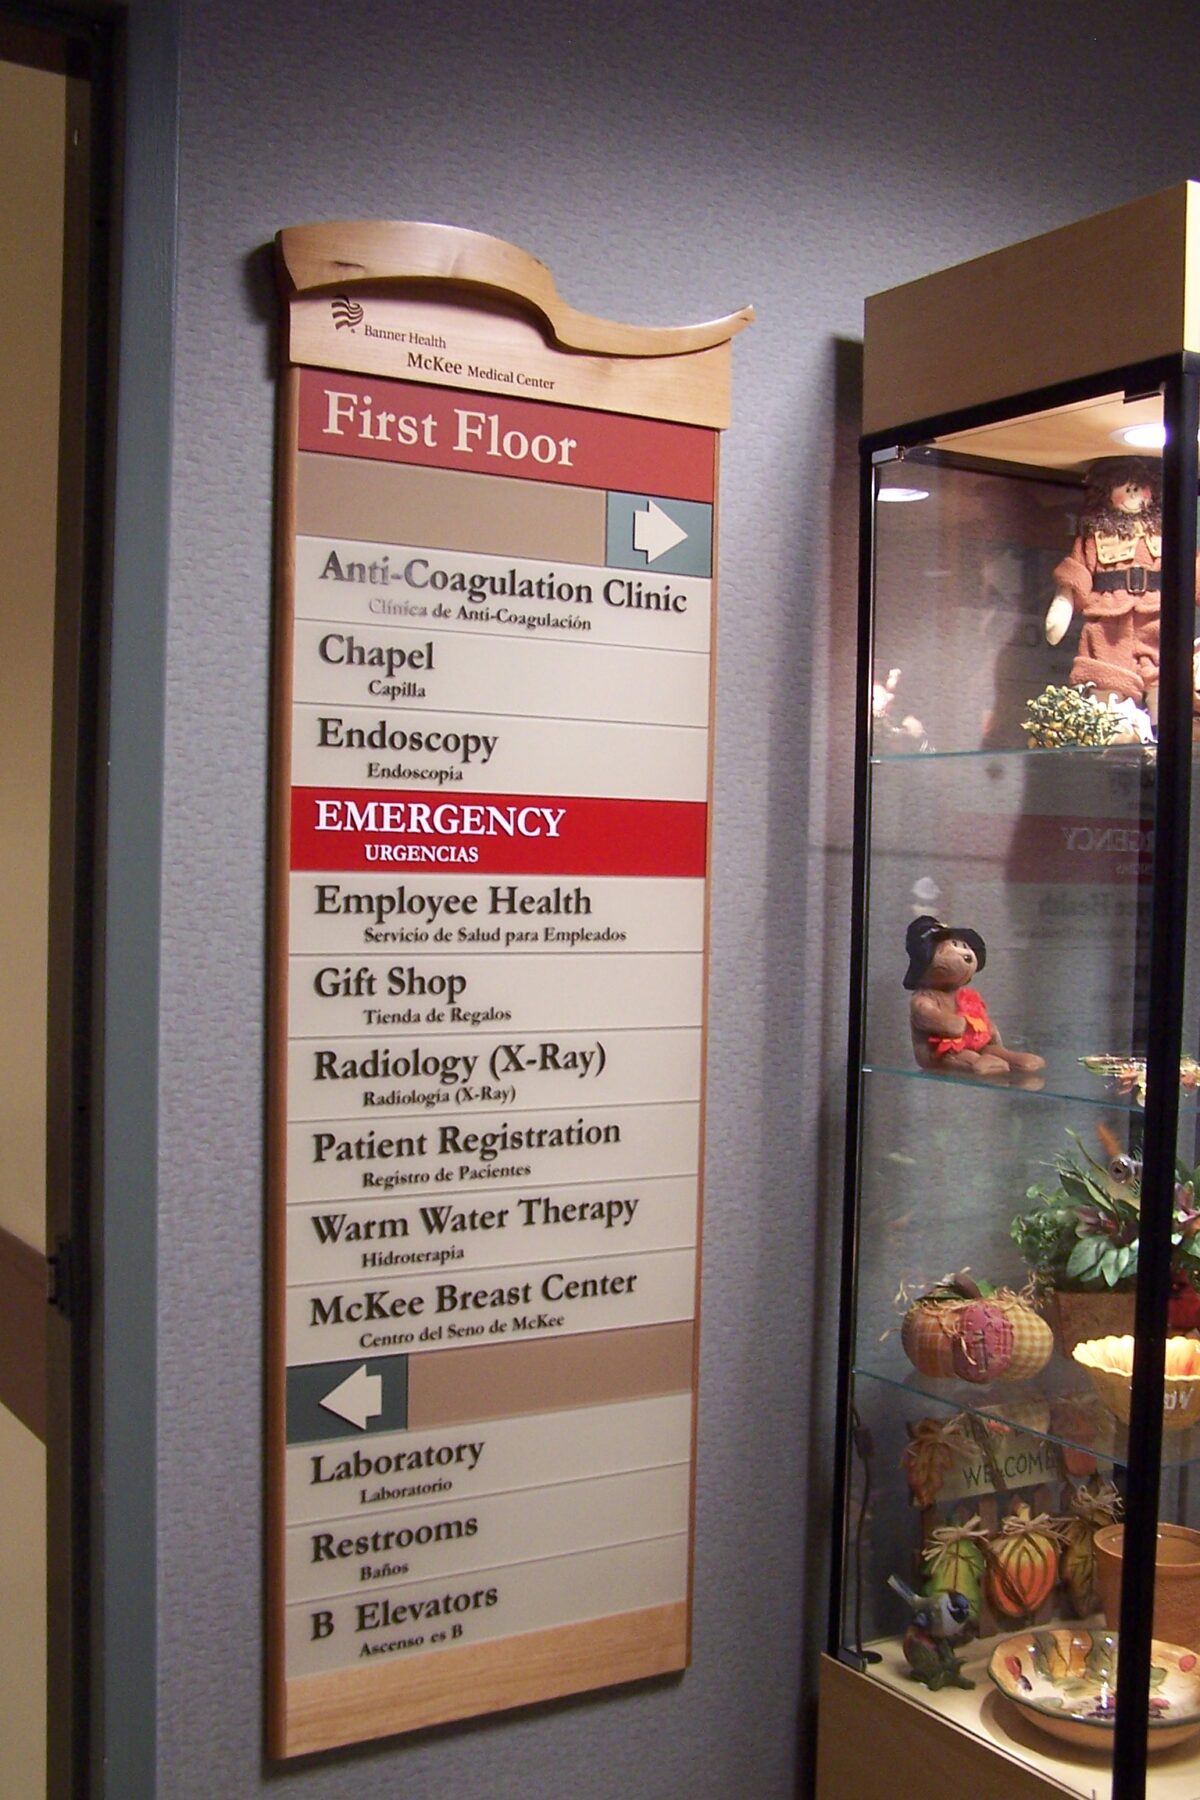 Banner Health
McKee Medical Center
First Floor
Anti-Coagulation Clinic
Clínica de Anti-Coagulación
Chapel
Capilla
Endoscopy
Endoscopia
EMERGENCY
URGENCIAS
Employee Health
Servicio de Salud para Empleados
Gift Shop
Tienda de Regalos
Radiology (X-Ray)
Radiología (X-Ray)
Patient Registration
Registro de Pacientes
Warm Water Therapy
Hidroterapia
McKee Breast Center
Centro del Seno de McKee
Laboratory
Laboratorio
Restrooms
Baños
B Elevators
Ascenso es B
WELCOME